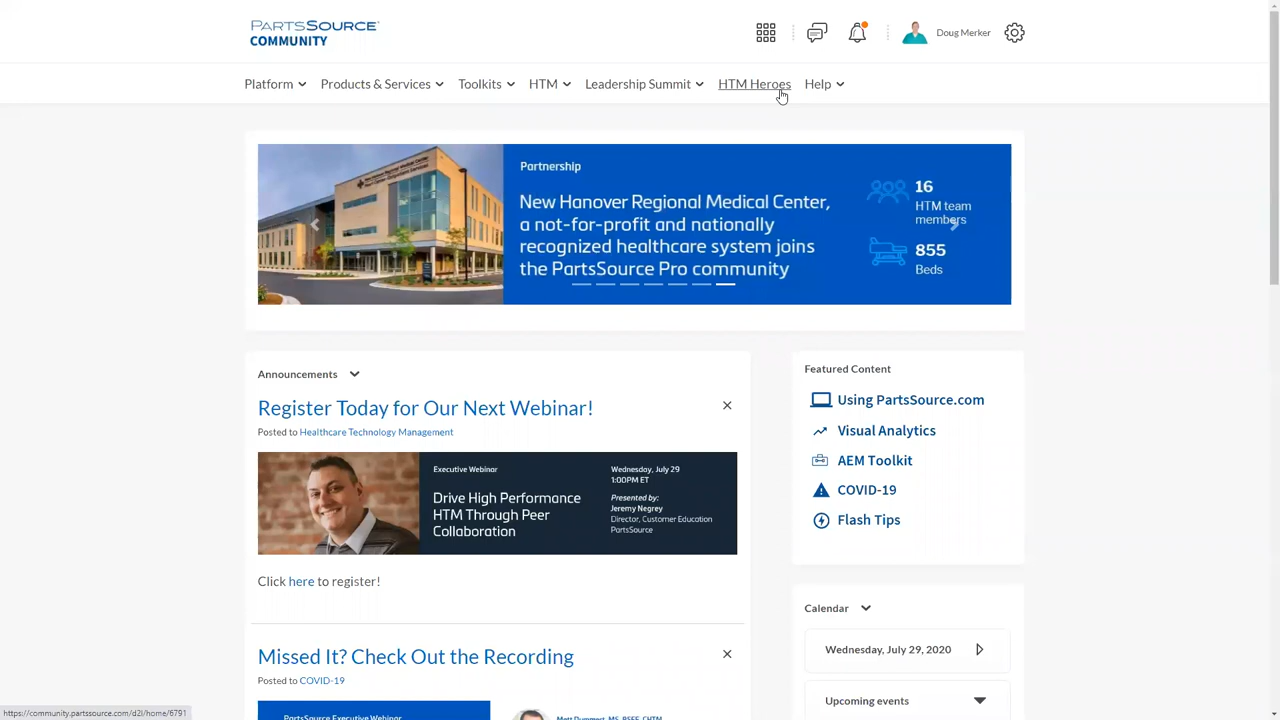 PARTSSOURCE
COMMUNITY
Doug Merker
Platform
Products & Services
Toolkits
HTM
Leadership Summit
HTM Heroes
Help
Partnership
New Hanover Regional Medical Center,
a not-for-profit and nationally
recognized healthcare system joins
the PartsSource Pro community
16
HTM team
members
855
Beds
Announcements
Register Today for Our Next Webinar!
Posted to Healthcare Technology Management
Executive Webinar
Drive High Performance
HTM Through Peer
Collaboration
Wednesday, July 29
1:00PM ET
Presented by:
Jeremy Negrey
Director, Customer Education
PartsSource
Click here to register!
Missed It? Check Out the Recording
Posted to COVID-19
PartsSource Executive Webinar
Matt Dummert, MS, BSEE, CHTM
Featured Content
Using PartsSource.com
Visual Analytics
AEM Toolkit
COVID-19
Flash Tips
Calendar
Wednesday, July 29, 2020
Upcoming events
https://community.partssource.com/d2l/home/6791